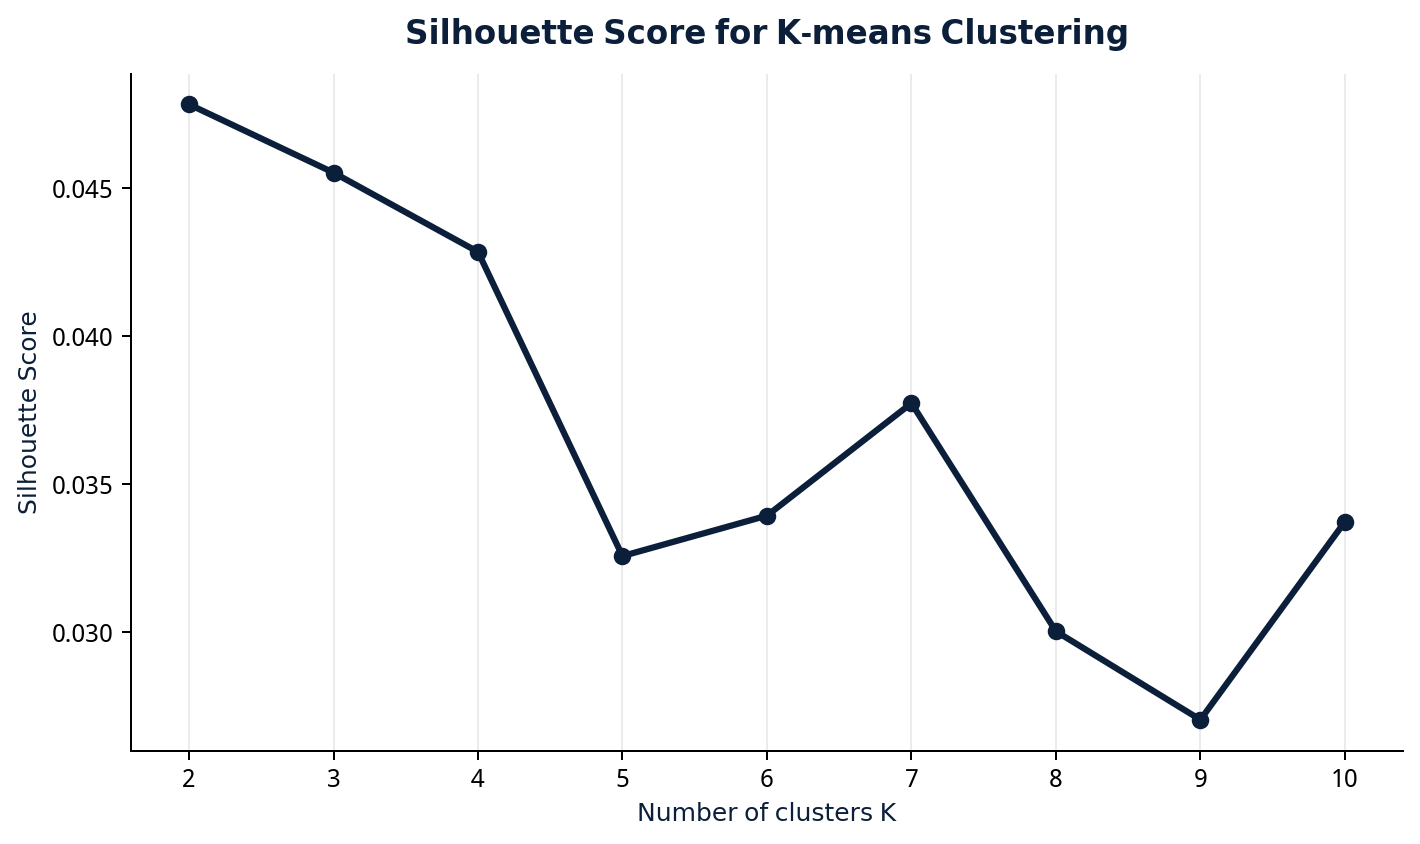 Silhouette Score for K-means Clustering
Silhouette Score
0.045
0.040
0.035
0.030
2 3 4 5 6 7 8 9 10
Number of clusters K